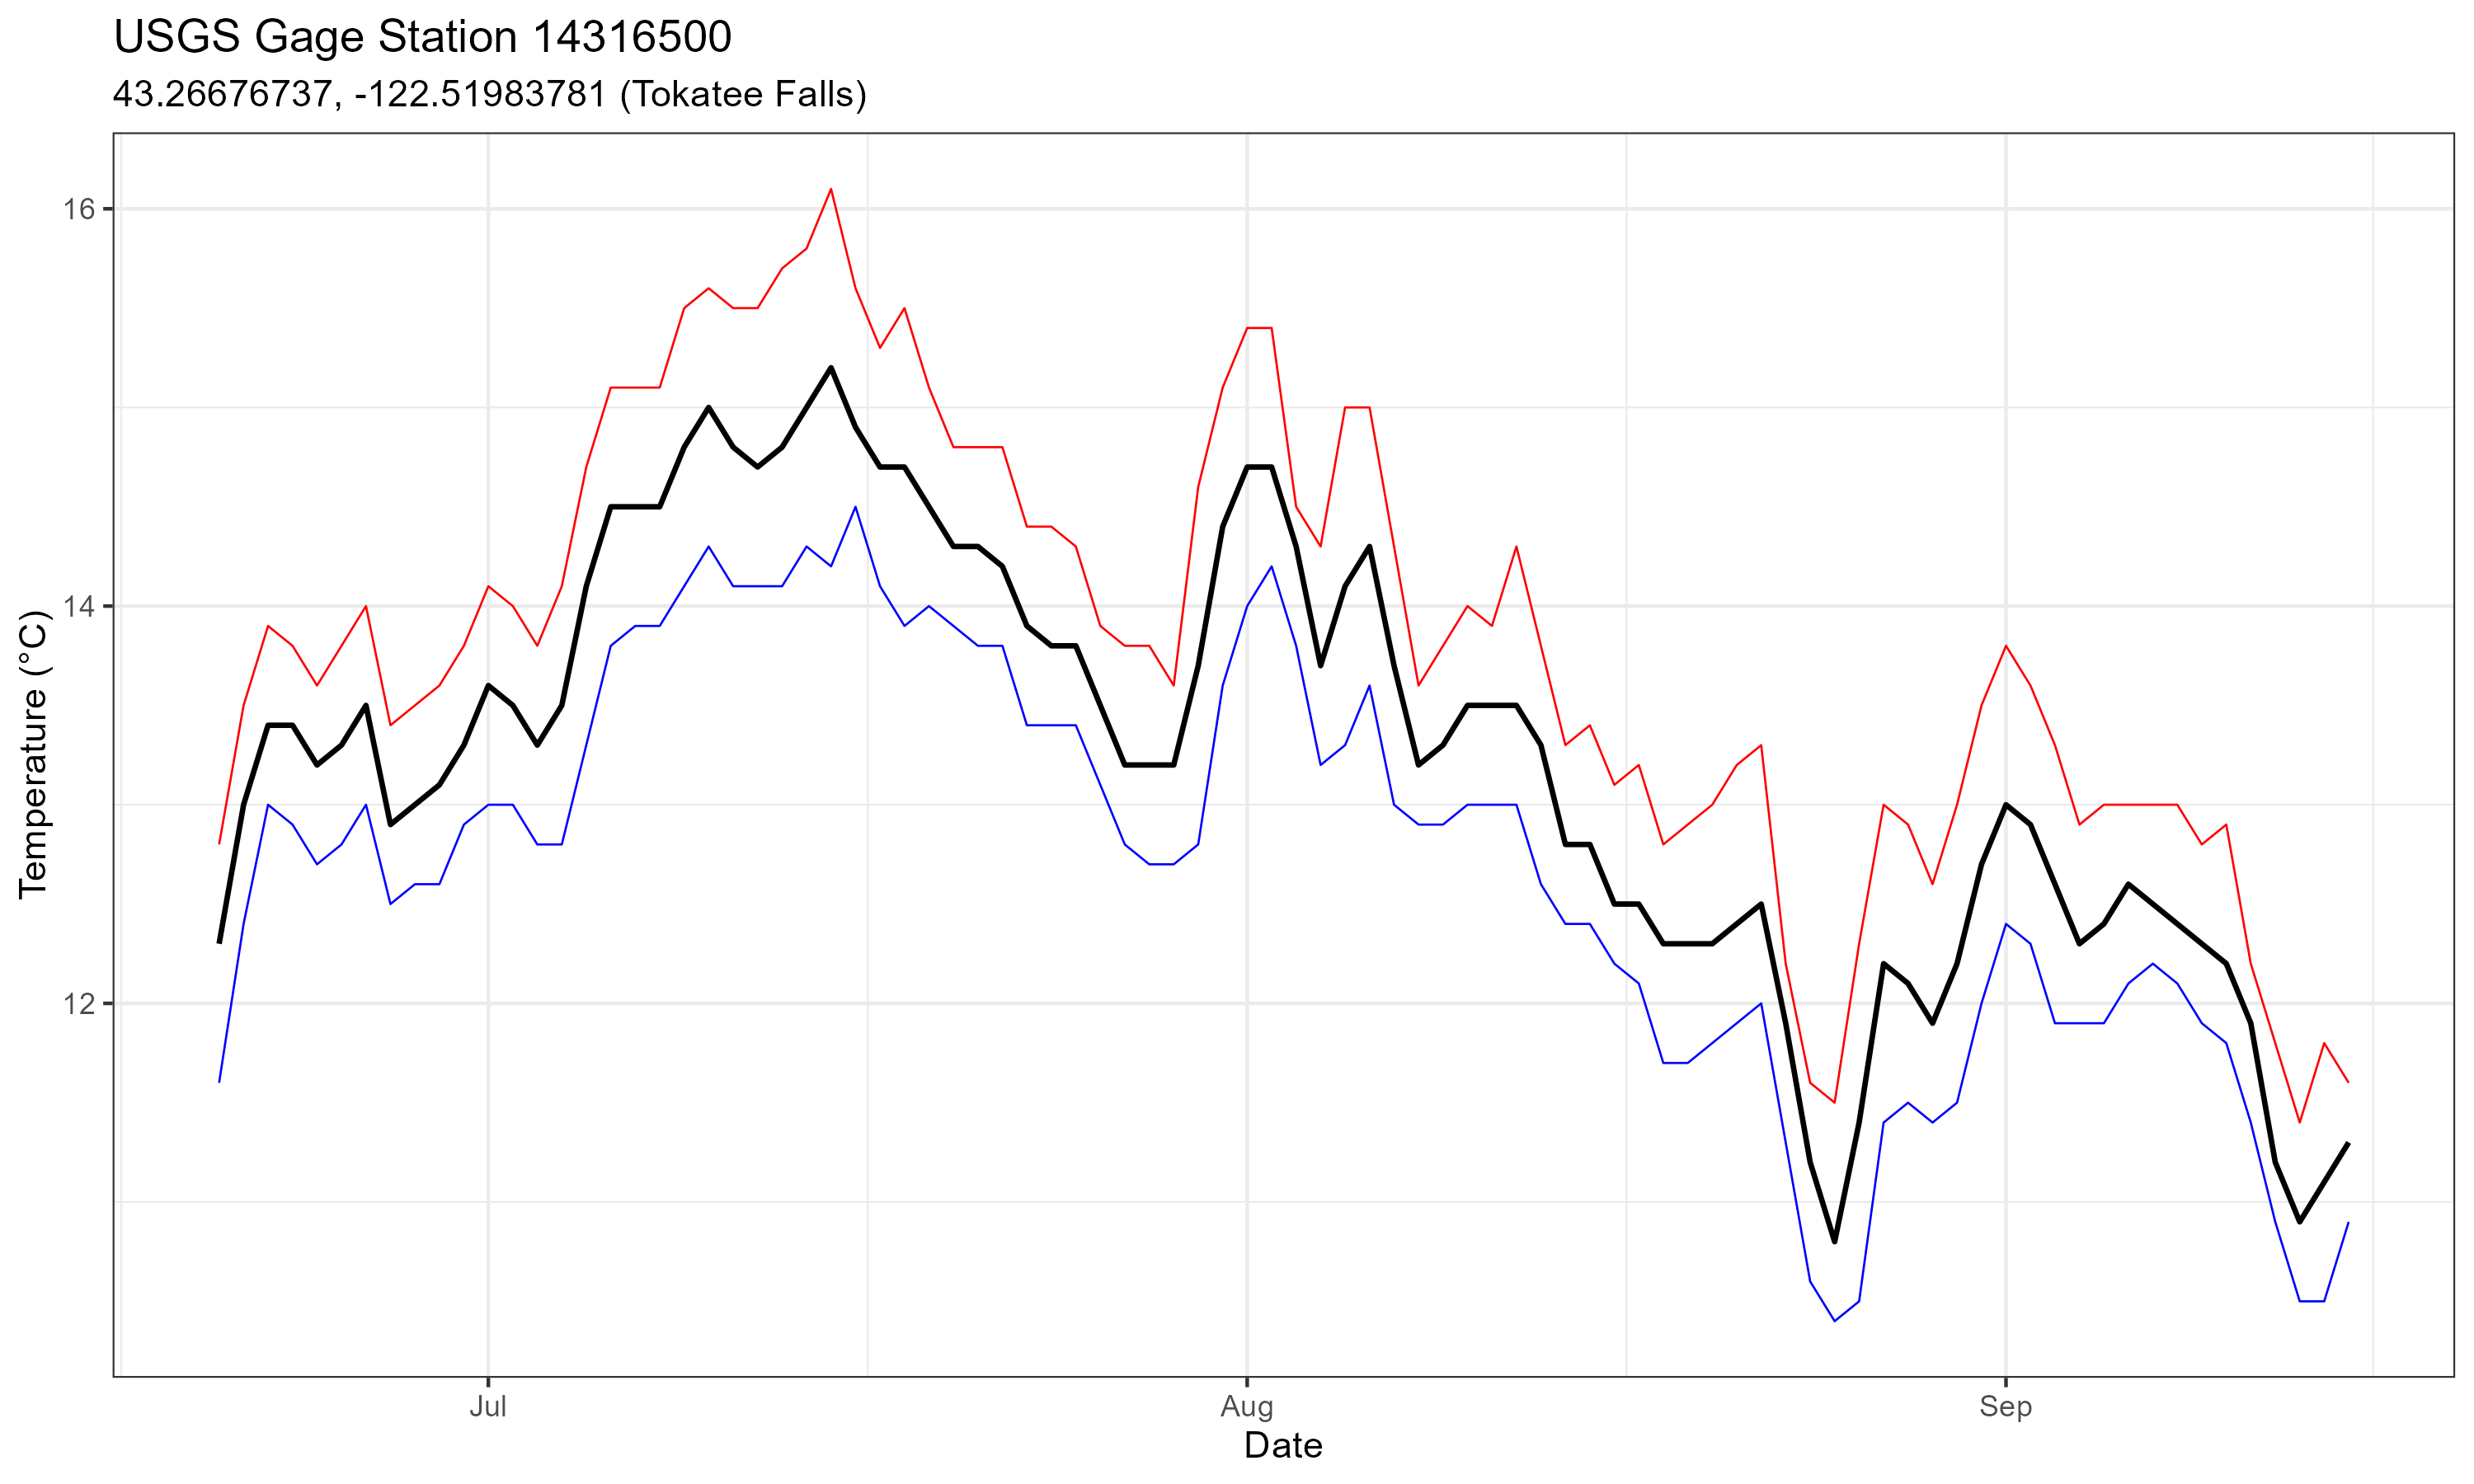 USGS Gage Station 14316500
43.26676737, -122.51983781 (Tokatee Falls)
Temperature (°C)
16
14
12
Jul
Aug
Sep
Date